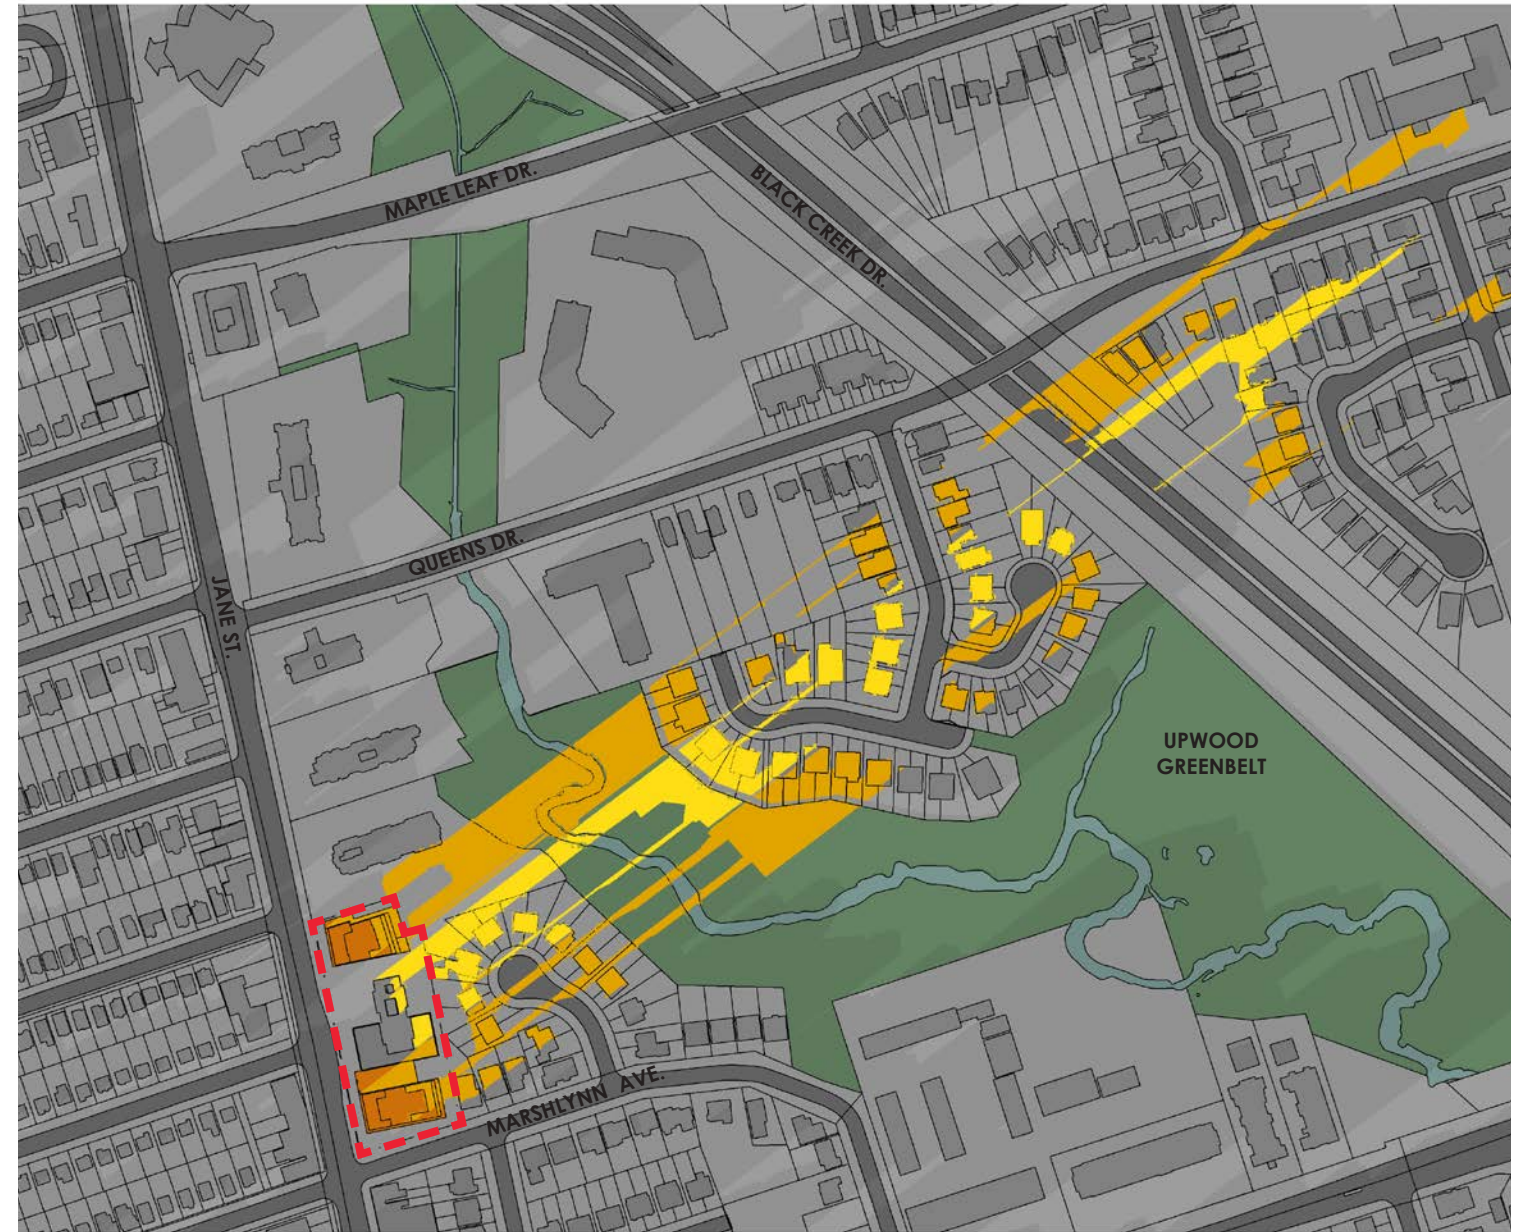 MAPLE LEAF DR.
BLACK CREEK DR.
QUEENS DR.
JANE ST.
UPWOOD
GREENBELT
MARSHLYNN AVE.